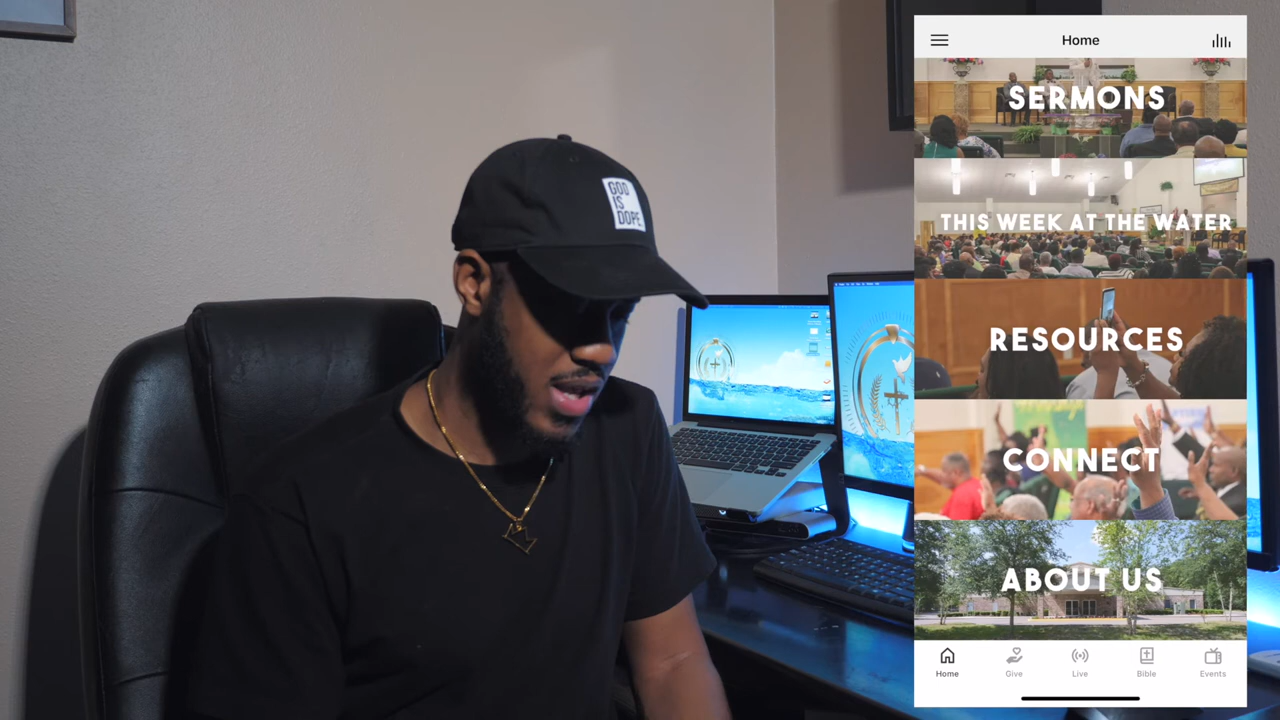 GOD
IS
DOPE
Home
SERMONS
THIS WEEK AT THE WATER
RESOURCES
CONNECT
ABOUT US
Home
Give
Live
Bible
Events